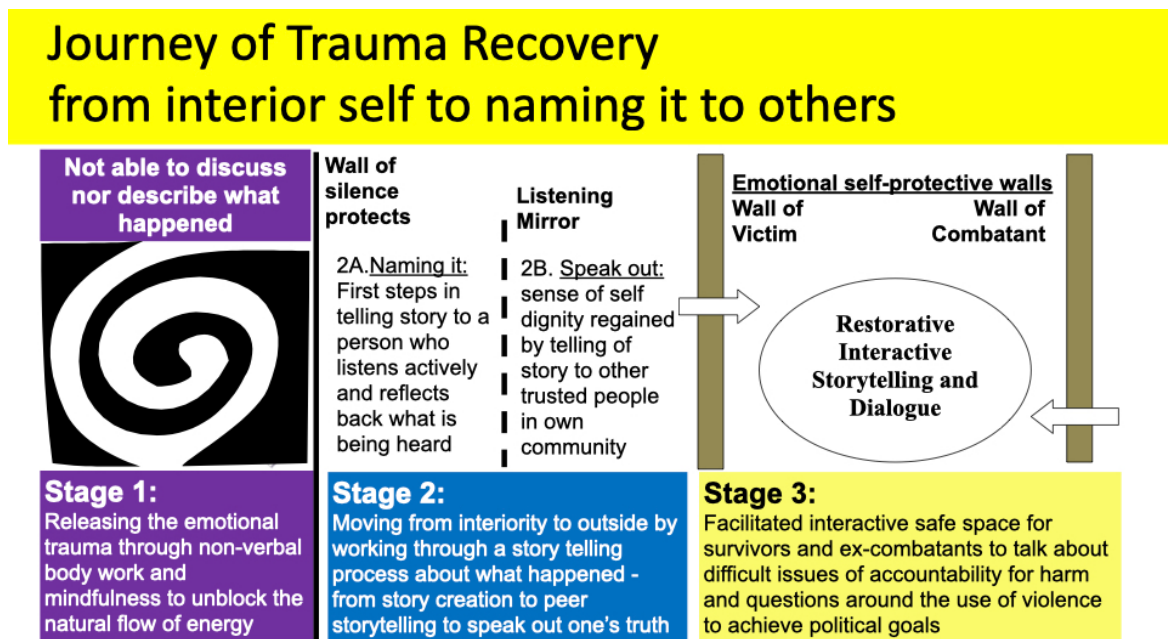 Journey of Trauma Recovery
from interior self to naming it to others
Not able to discuss
nor describe what
happened
Wall of
silence
protects
Listening
Mirror
2A.Naming it:
First steps in
telling story to a
person who
listens actively
and reflects
back what is
being heard
2B. Speak out:
sense of self
dignity regained
by telling of
story to other
trusted people
in own
community
Emotional self-protective walls
Wall of
Victim
Wall of
Combatant
Restorative
Interactive
Storytelling and
Dialogue
Stage 1:
Releasing the emotional
trauma through non-verbal
body work and
mindfulness to unblock the
natural flow of energy
Stage 2:
Moving from interiority to outside by
working through a story telling
process about what happened -
from story creation to peer
storytelling to speak out one's truth
Stage 3:
Facilitated interactive safe space for
survivors and ex-combatants to talk about
difficult issues of accountability for harm
and questions around the use of violence
to achieve political goals